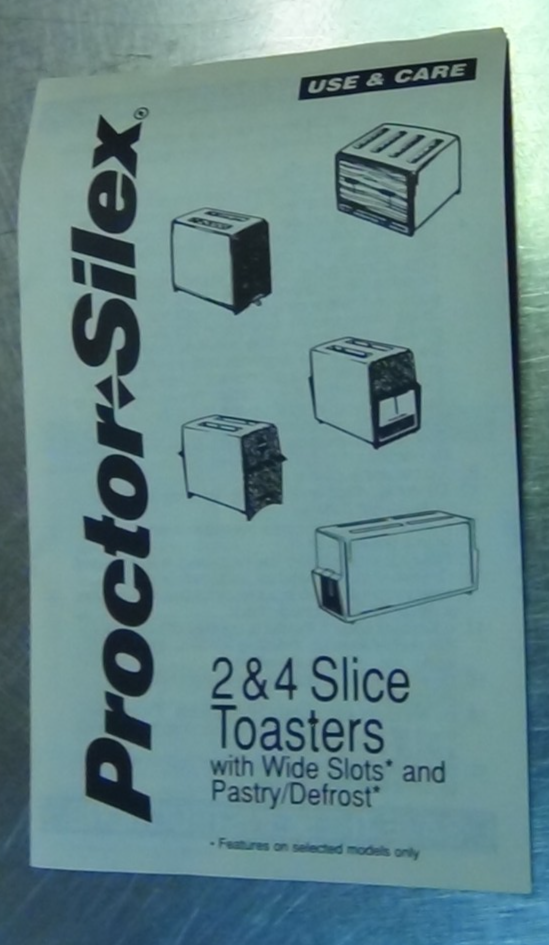 USE & CARE
Proctor-Silex®
2 & 4 Slice
Toasters
with Wide Slots* and
Pastry/Defrost*
* Features on selected models only